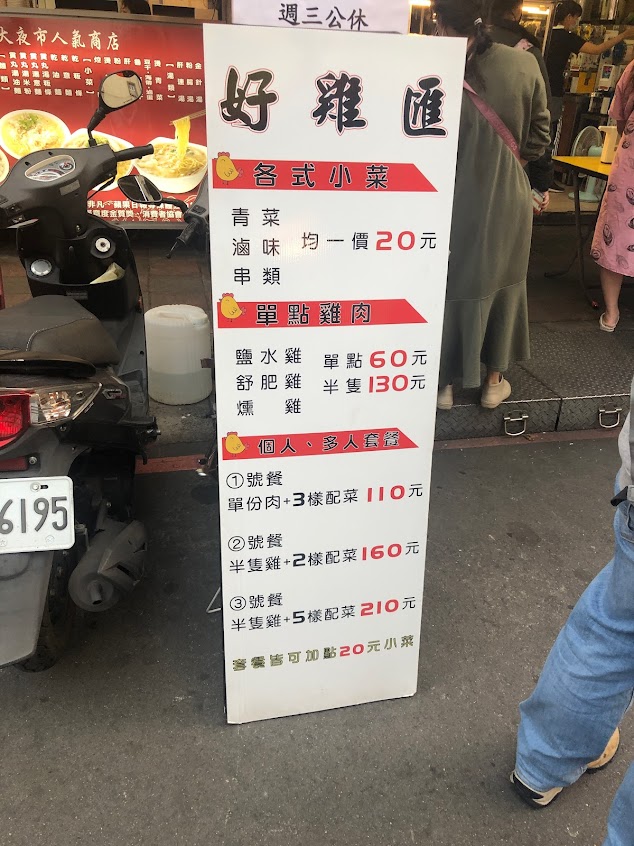 週三公休
大夜市人氣商店
好雞匯
各式小菜
青菜
滷味 均一價20元
串類
單點雞肉
鹽水雞 單點60元
舒肥雞 半隻130元
燻雞
個人、多人套餐
①號餐
單份肉+3樣配菜110元
②號餐
半隻雞+2樣配菜160元
③號餐
半隻雞+5樣配菜210元
套餐皆可加點20元小菜
6195